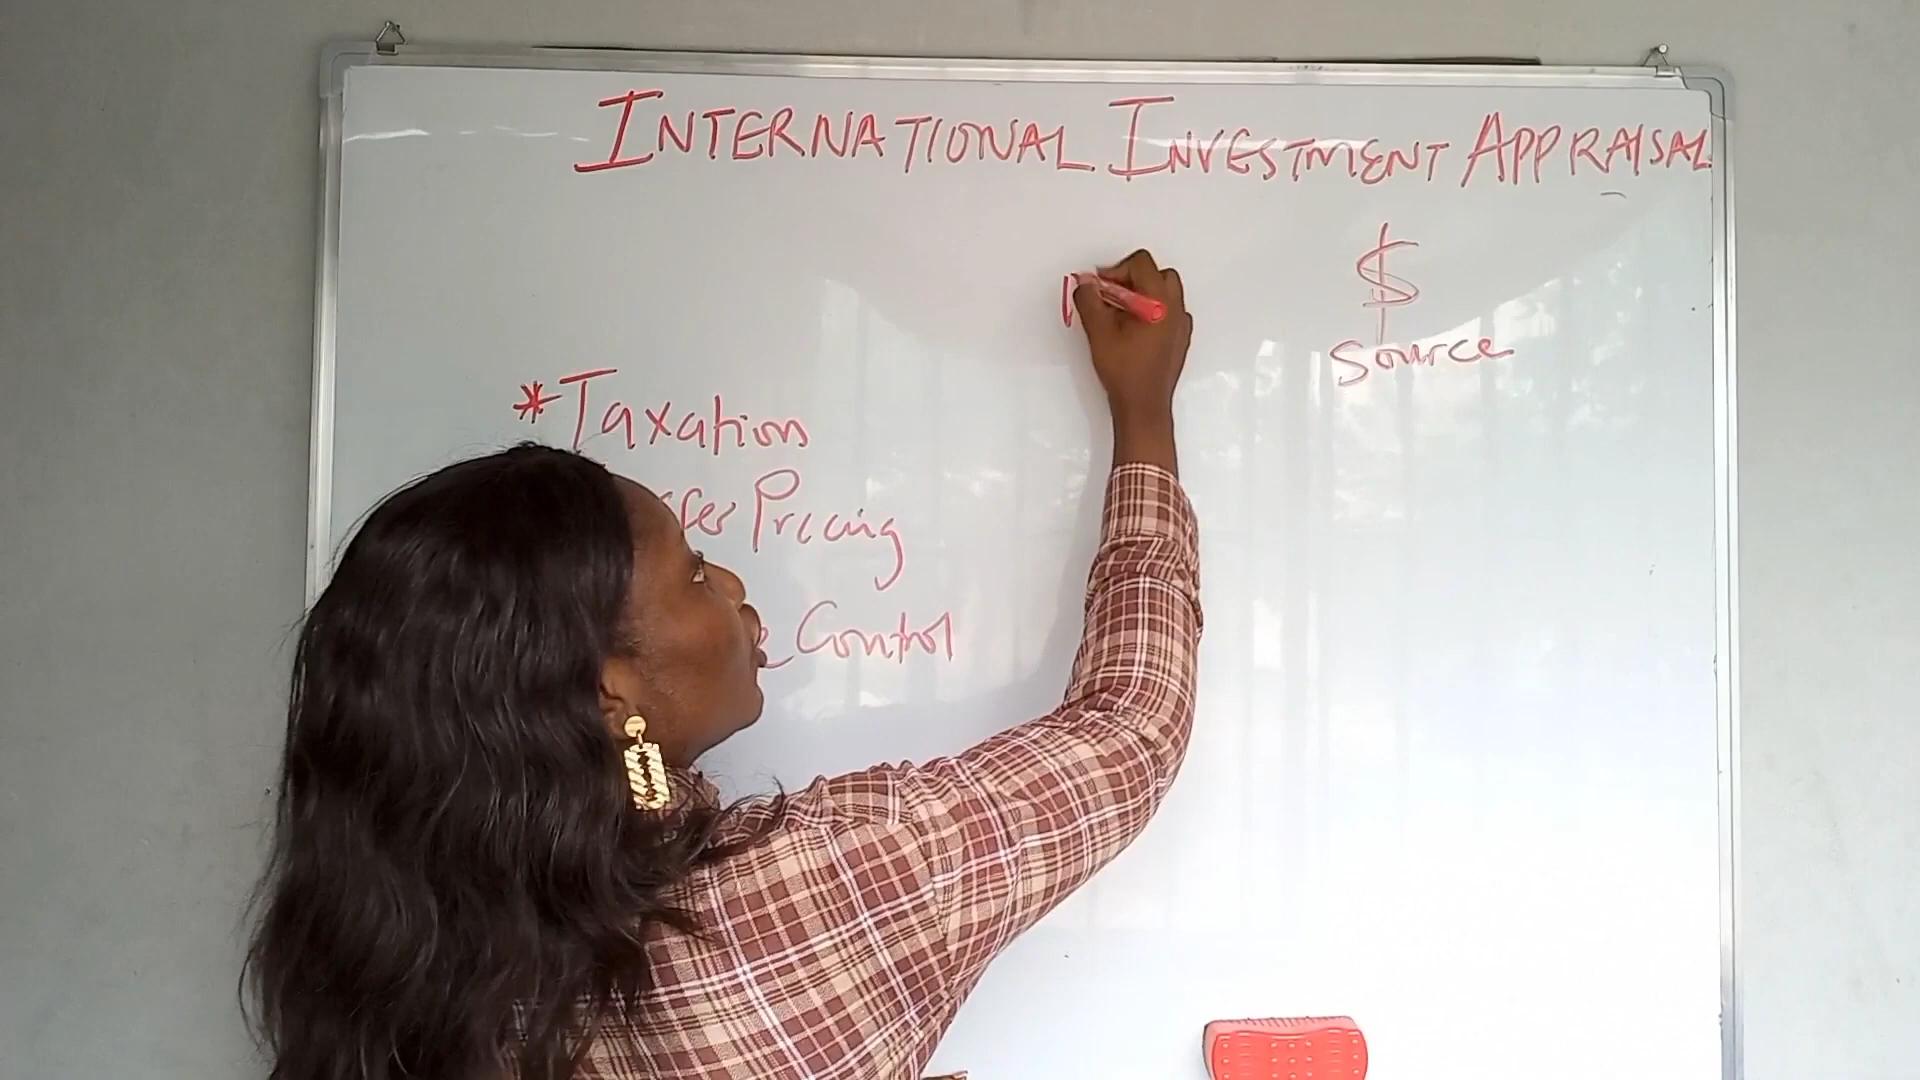 INTERNATIONAL INVESTMENT APPRAISAL
$
Source
*Taxation
Pricing
Control